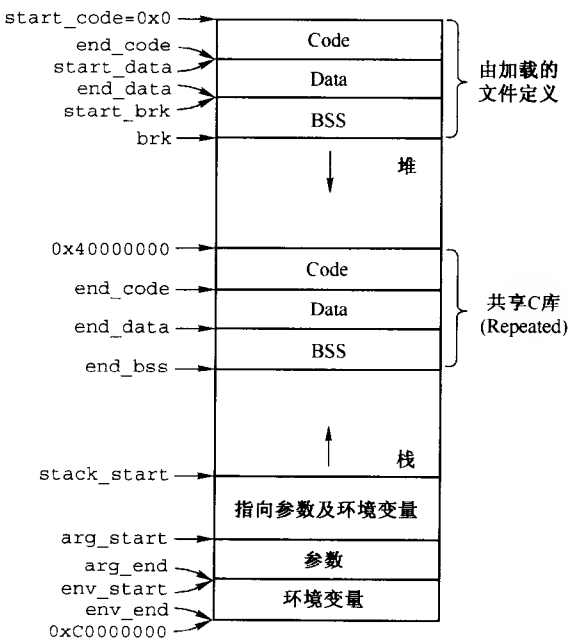 start_code=0x0
end_code
start_data
end_data
start_brk
brk
Code
Data
BSS
由加载的
文件定义
堆
0x40000000
end_code
end_data
end_bss
Code
Data
BSS
共享C库
(Repeated)
栈
stack_start
指向参数及环境变量
arg_start
参数
arg_end
env_start
环境变量
env_end
0xC0000000